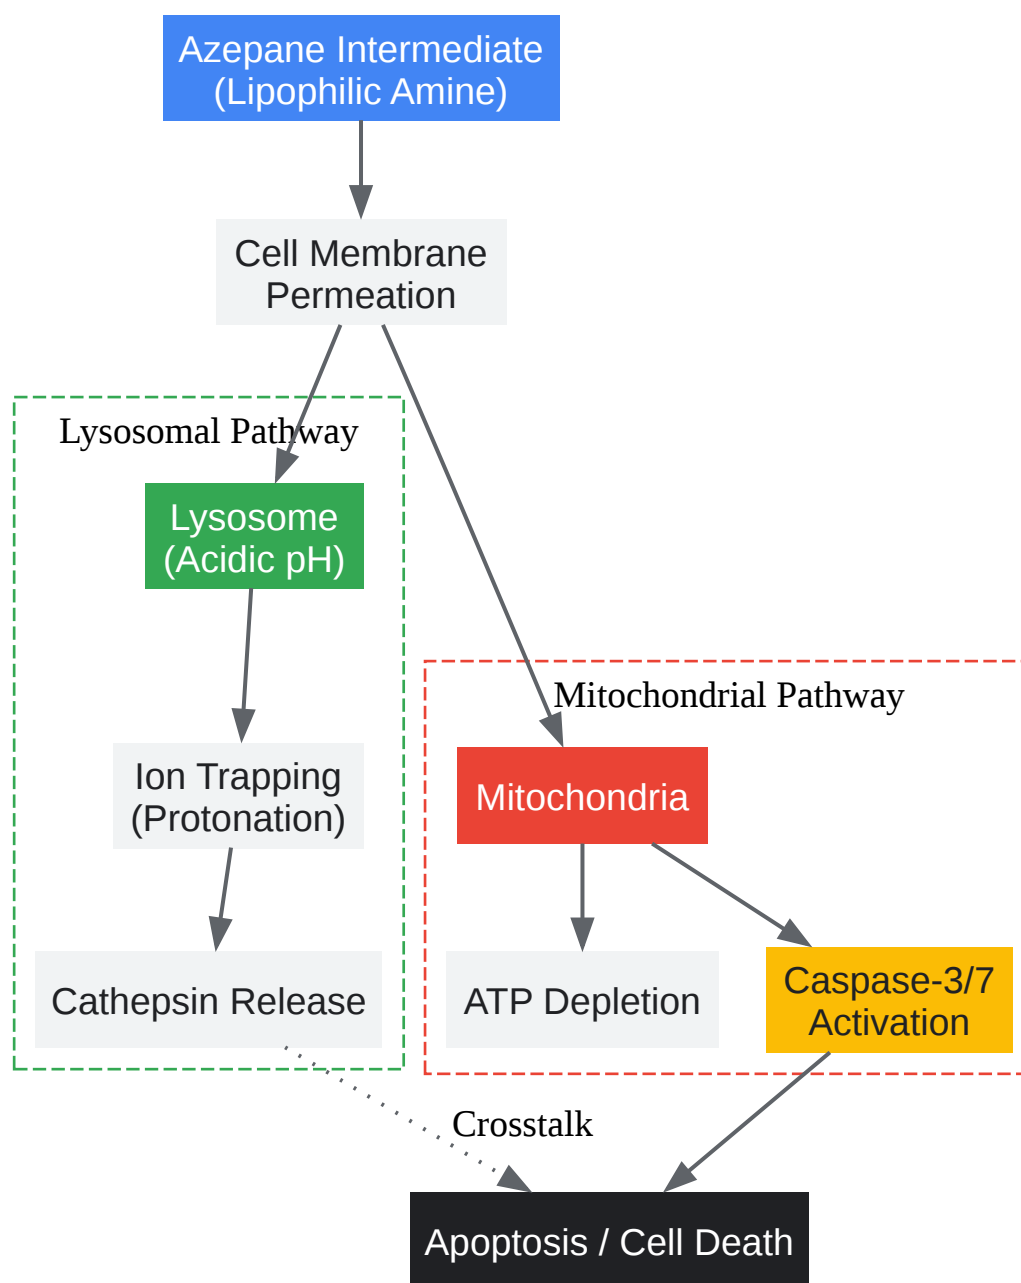 Azepane Intermediate
(Lipophilic Amine)
Cell Membrane
Permeation
Lysosomal Pathway
Lysosome
(Acidic pH)
Mitochondrial Pathway
Ion Trapping
(Protonation)
Mitochondria
Cathepsin Release
ATP Depletion
Caspase-3/7
Activation
Crosstalk
Apoptosis / Cell Death